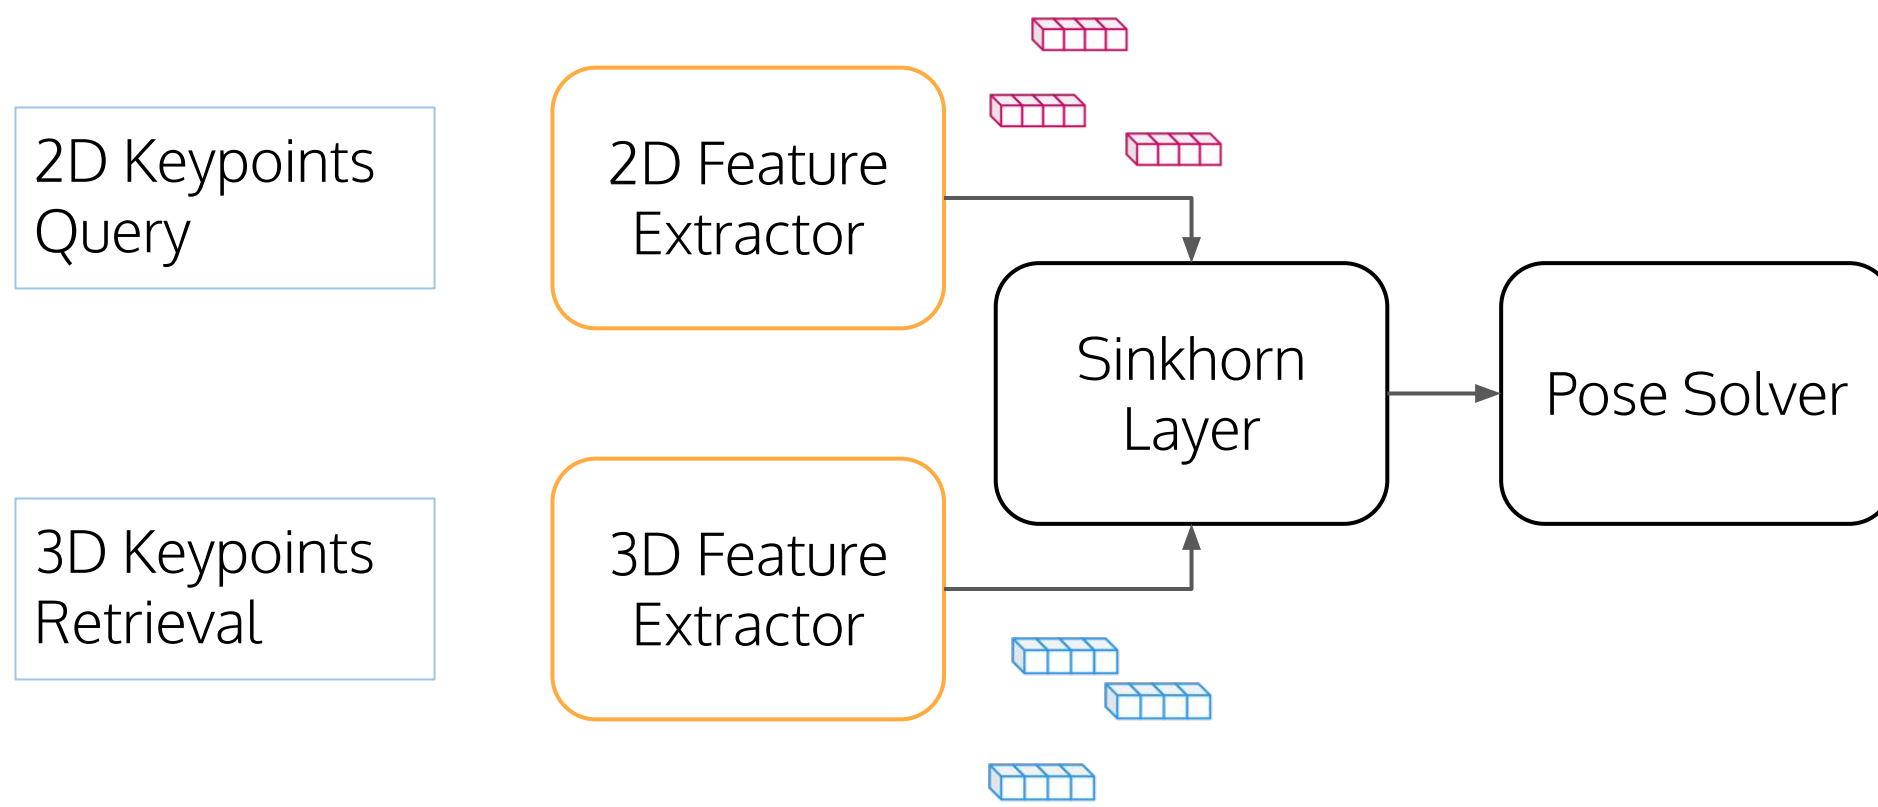 2D Keypoints
Query
2D Feature
Extractor
Sinkhorn
Layer
Pose Solver
3D Keypoints
Retrieval
3D Feature
Extractor